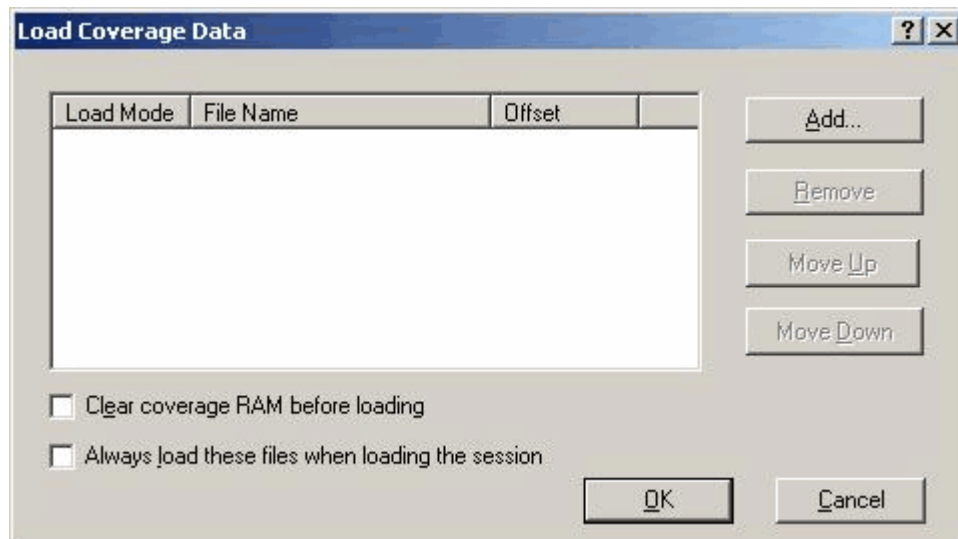 Load Coverage Data
Load Mode File Name Offset
Add...
Remove
Move Up
Move Down
Clear coverage RAM before loading
Always load these files when loading the session
OK Cancel